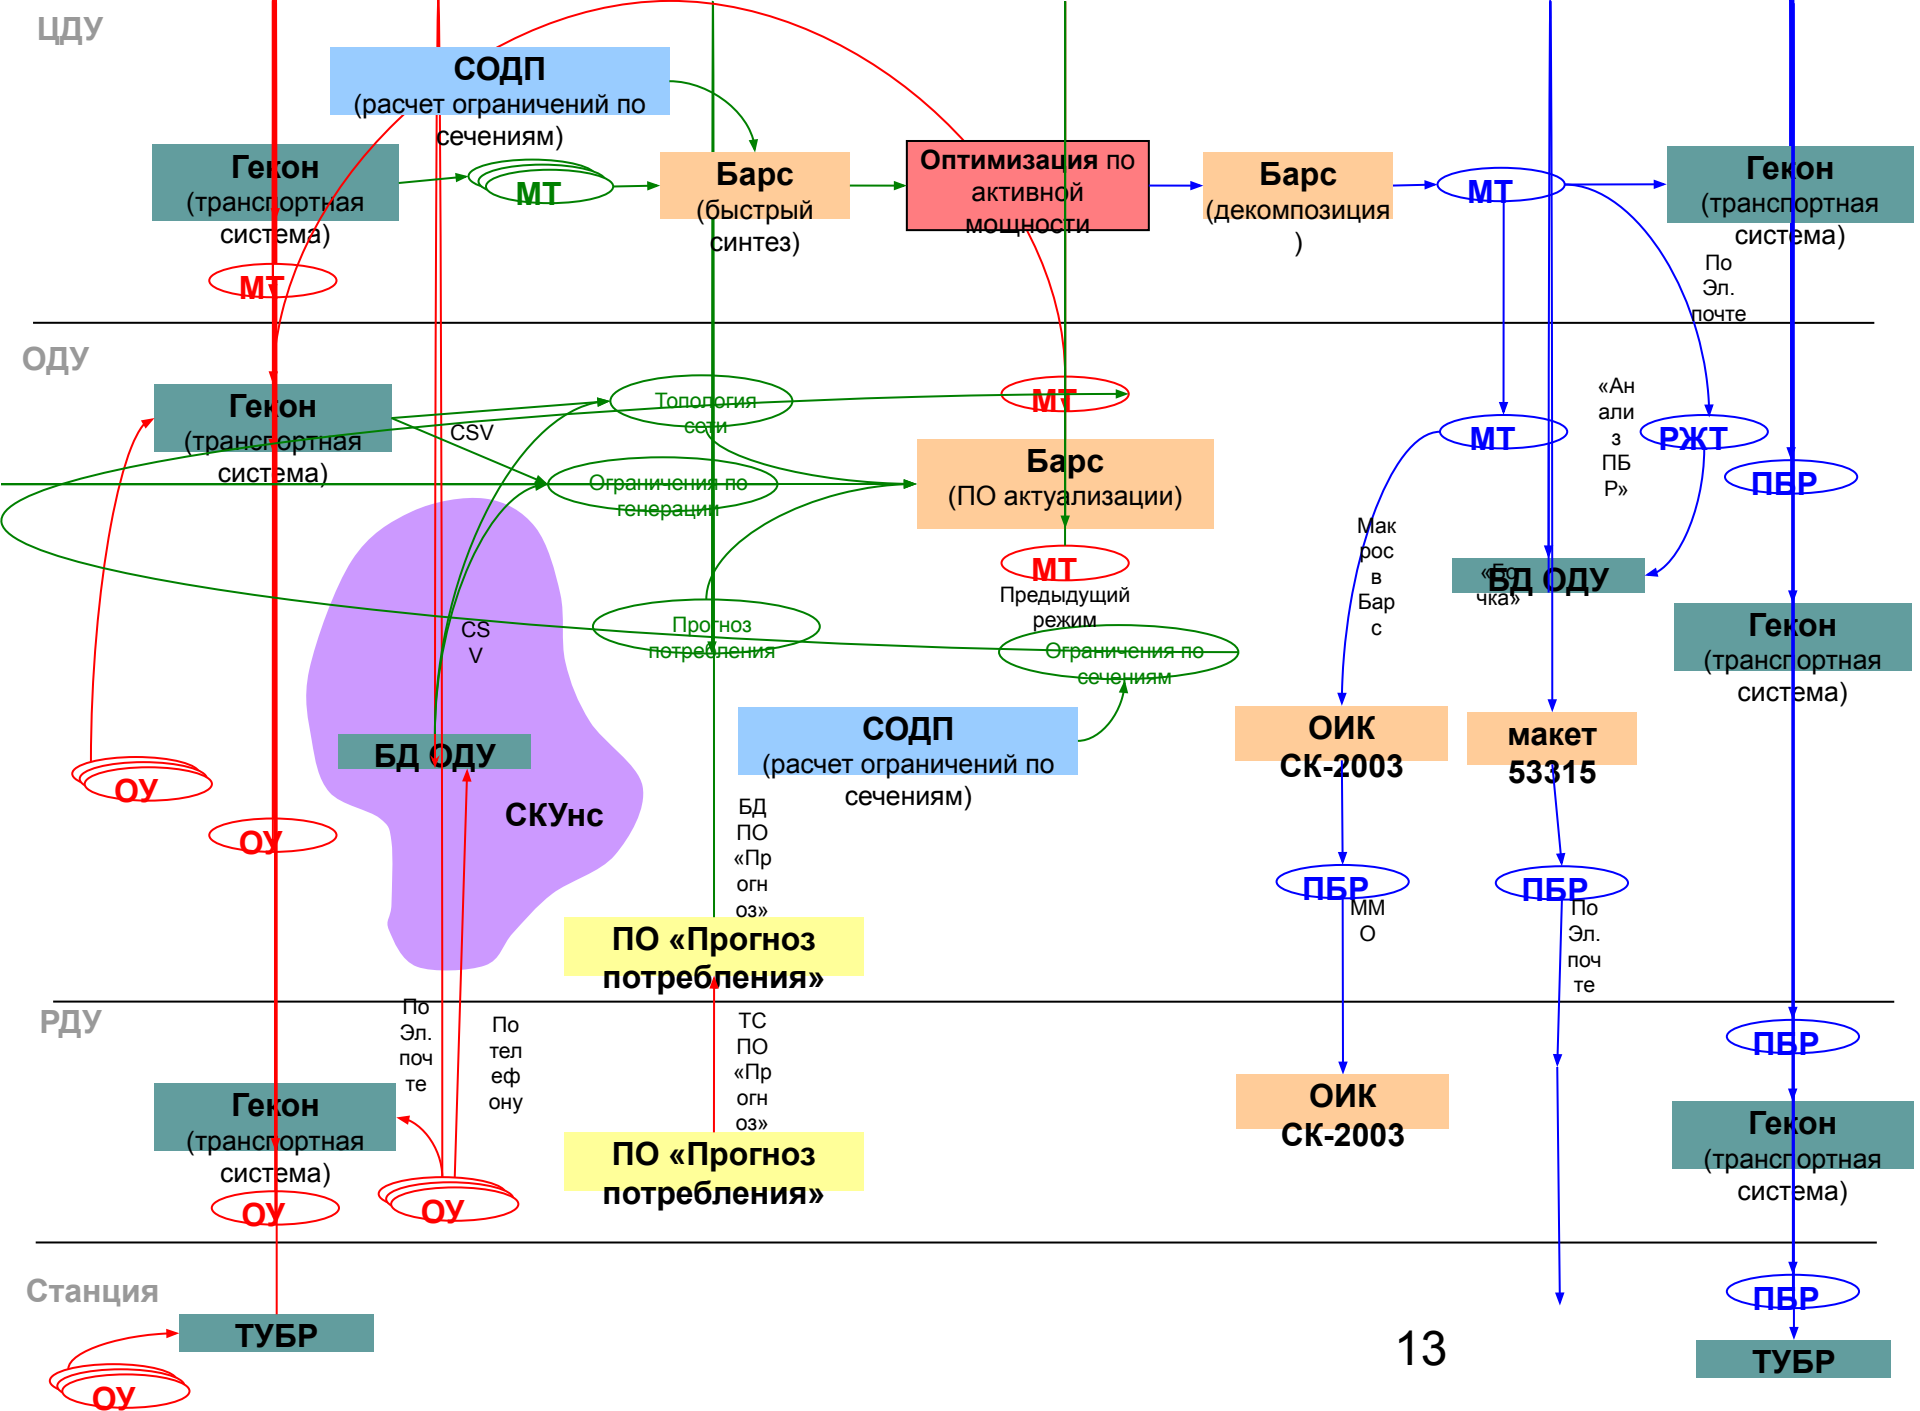 ЦДУ
СОДП
(расчет ограничений по
сечениям)
Гекон
(транспортная
система)
МТ
МТ
Барс
(быстрый
синтез)
Оптимизация по
активной
мощности
Барс
(декомпозиция
)
МТ
Гекон
(транспортная
система)
По
Эл.
почте
ОДУ
Гекон
(транспортная
система)
CSV
Топология
сети
Ограничения по
генерации
МТ
Барс
(ПО актуализации)
МТ
Предыдущий
режим
МТ
«Ан
али
з
ПБ
Р»
РЖТ
ПБР
Мак
рос
в
Бар
с
«Бо
чка»
БД ОДУ
Гекон
(транспортная
система)
CS
V
Прогноз
потребления
Ограничения по
сечениям
БД ОДУ
СКУнс
СОДП
(расчет ограничений по
сечениям)
ОИК
СК-2003
макет
53315
ОУ
ОУ
БД
ПО
«Пр
огн
оз»
ПБР
ММ
О
ПБР
По
Эл.
поч
те
ПО «Прогноз
потребления»
РДУ
По
Эл.
поч
те
По
тел
еф
ону
ТС
ПО
«Пр
огн
оз»
ПБР
Гекон
(транспортная
система)
ОУ
ОУ
ПО «Прогноз
потребления»
ОИК
СК-2003
Гекон
(транспортная
система)
Станция
ТУБР
ОУ
13
ПБР
ТУБР